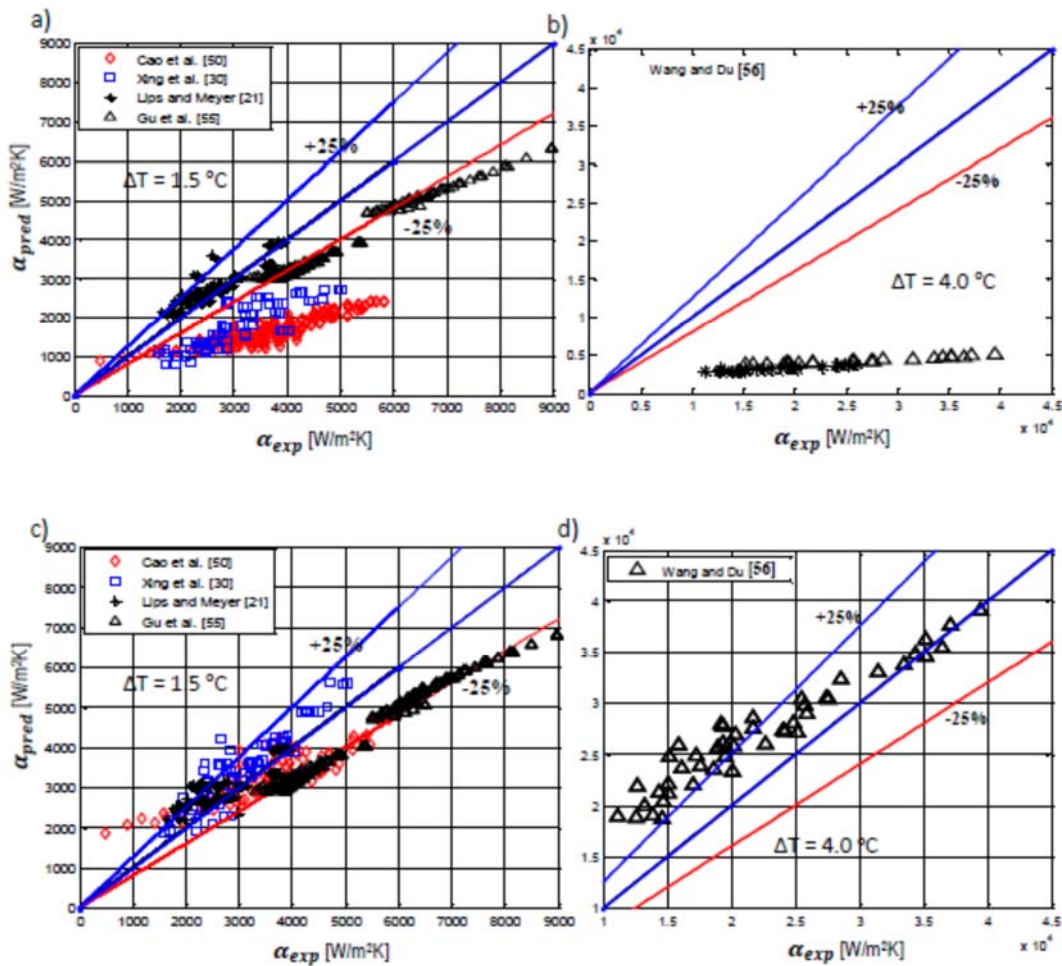 a)
9000
8000
7000
6000
5000
4000
3000
2000
1000
0
α_pred [W/m²K]
Cao et al. [50]
Xing et al. [30]
Lips and Meyer [21]
Gu et al. [55]
+25%
ΔT = 1.5 °C
-25%
0 1000 2000 3000 4000 5000 6000 7000 8000 9000
α_exp [W/m²K]
b)
x 10⁴
4.5
4
3.5
3
2.5
2
1.5
1
0.5
0
Wang and Du [56]
+25%
-25%
ΔT = 4.0 °C
0 0.5 1 1.5 2 2.5 3 3.5 4 4.5
x 10⁴
α_exp [W/m²K]
c)
9000
8000
7000
6000
5000
4000
3000
2000
1000
0
α_pred [W/m²K]
Cao et al. [50]
Xing et al. [30]
Lips and Meyer [21]
Gu et al. [55]
+25%
ΔT = 1.5 °C
-25%
0 1000 2000 3000 4000 5000 6000 7000 8000 9000
α_exp [W/m²K]
d)
x 10⁴
4.5
4
3.5
3
2.5
2
1.5
1
Wang and Du [56]
+25%
-25%
ΔT = 4.0 °C
1 1.5 2 2.5 3 3.5 4 4.5
x 10⁴
α_exp [W/m²K]